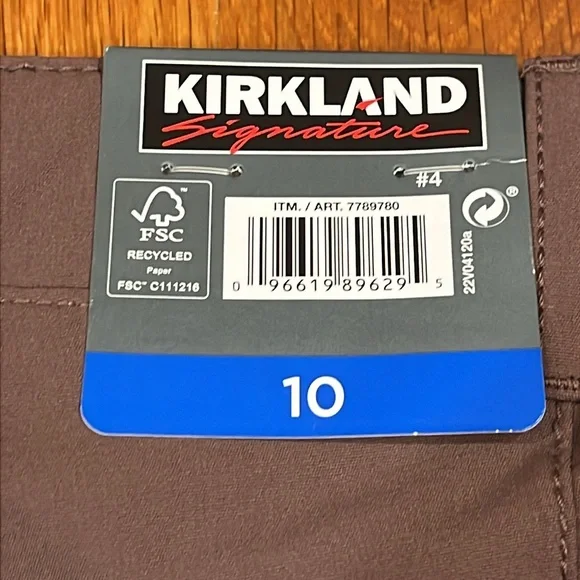 KIRKLAND
Signature
#4
ITM. / ART. 7789780
0 96619 89629 5
FSC
RECYCLED
Paper
FSC™ C111216
22V04120a
®
10